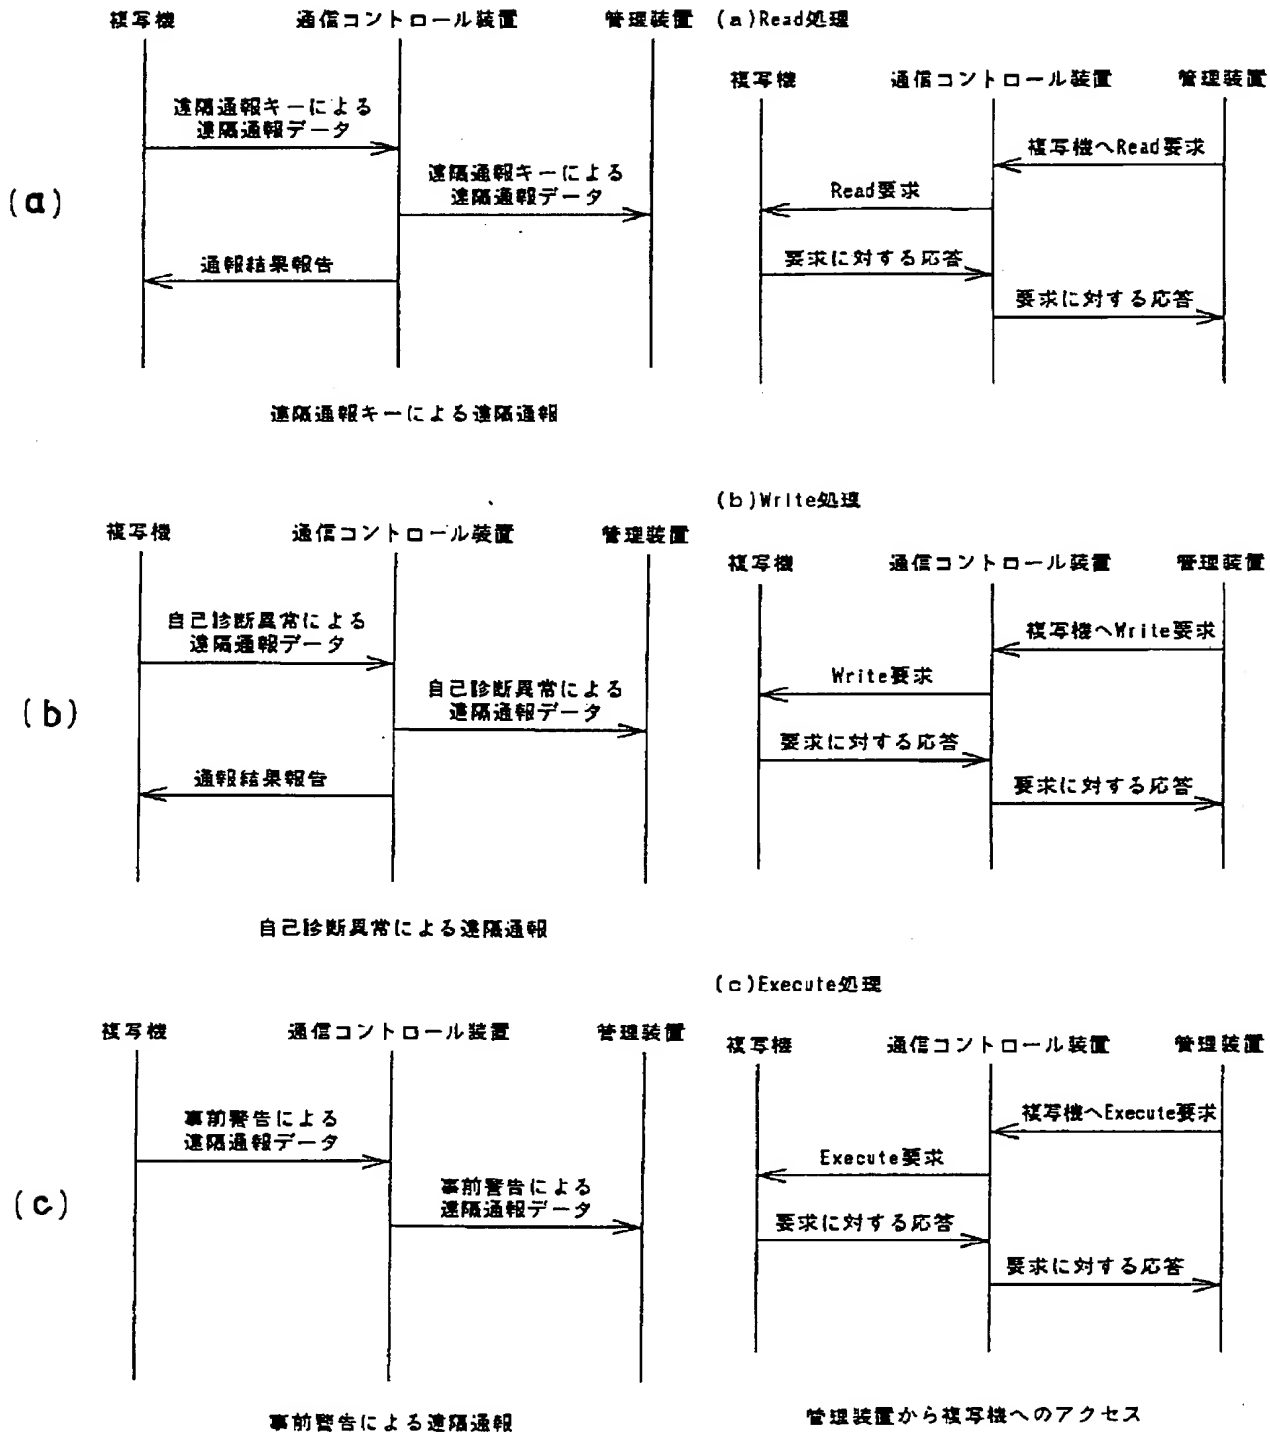 複写機 通信コントロール装置 管理装置
遠隔通報キーによる
遠隔通報データ
遠隔通報キーによる
遠隔通報データ
(a)
通報結果報告
遠隔通報キーによる遠隔通報
複写機 通信コントロール装置 管理装置
自己診断異常による
遠隔通報データ
自己診断異常による
遠隔通報データ
(b)
通報結果報告
自己診断異常による遠隔通報
複写機 通信コントロール装置 管理装置
事前警告による
遠隔通報データ
事前警告による
遠隔通報データ
(c)
事前警告による遠隔通報
(a)Read処理
複写機 通信コントロール装置 管理装置
複写機へRead要求
Read要求
要求に対する応答
要求に対する応答
(b)Write処理
複写機 通信コントロール装置 管理装置
複写機へWrite要求
Write要求
要求に対する応答
要求に対する応答
(c)Execute処理
複写機 通信コントロール装置 管理装置
複写機へExecute要求
Execute要求
要求に対する応答
要求に対する応答
管理装置から複写機へのアクセス